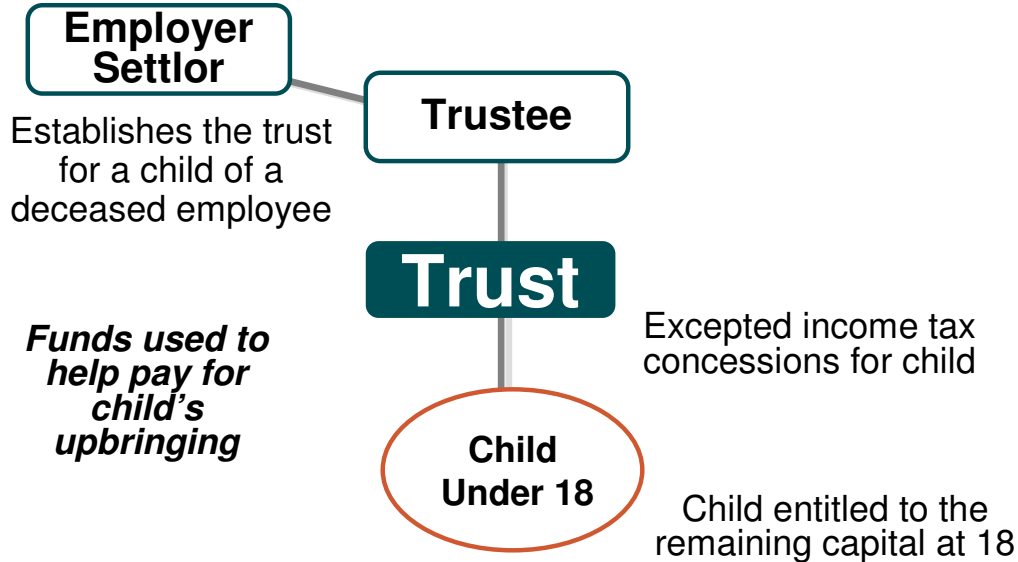 Employer
Settlor
Trustee
Establishes the trust
for a child of a
deceased employee
Trust
Funds used to
help pay for
child’s
upbringing
Excepted income tax
concessions for child
Child
Under 18
Child entitled to the
remaining capital at 18